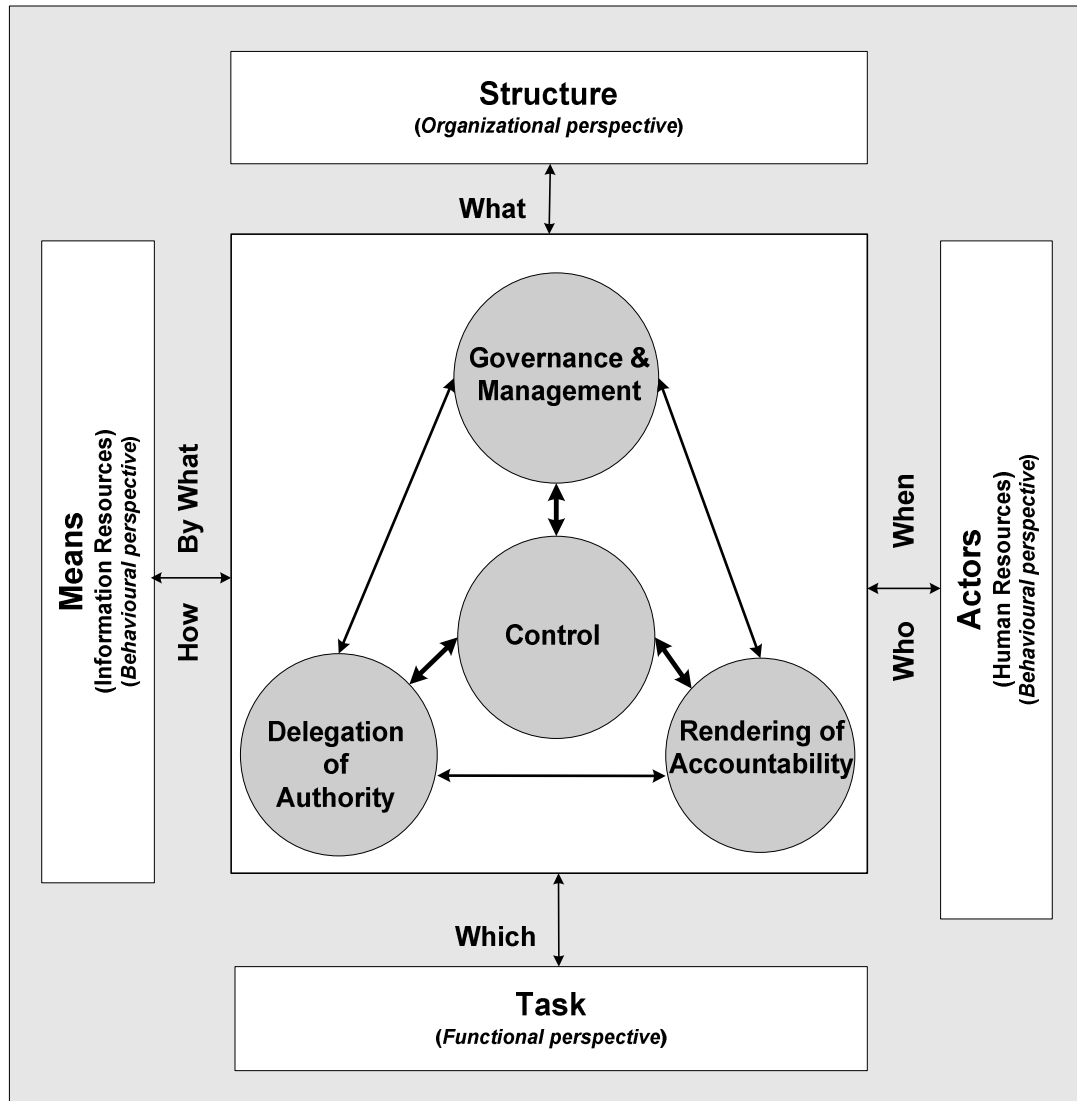 Structure
(Organizational perspective)
What
Governance &
Management
Control
Delegation
of
Authority
Rendering of
Accountability
Means
(Information Resources)
(Behavioural perspective)
By What
How
When
Who
Actors
(Human Resources)
(Behavioural perspective)
Which
Task
(Functional perspective)